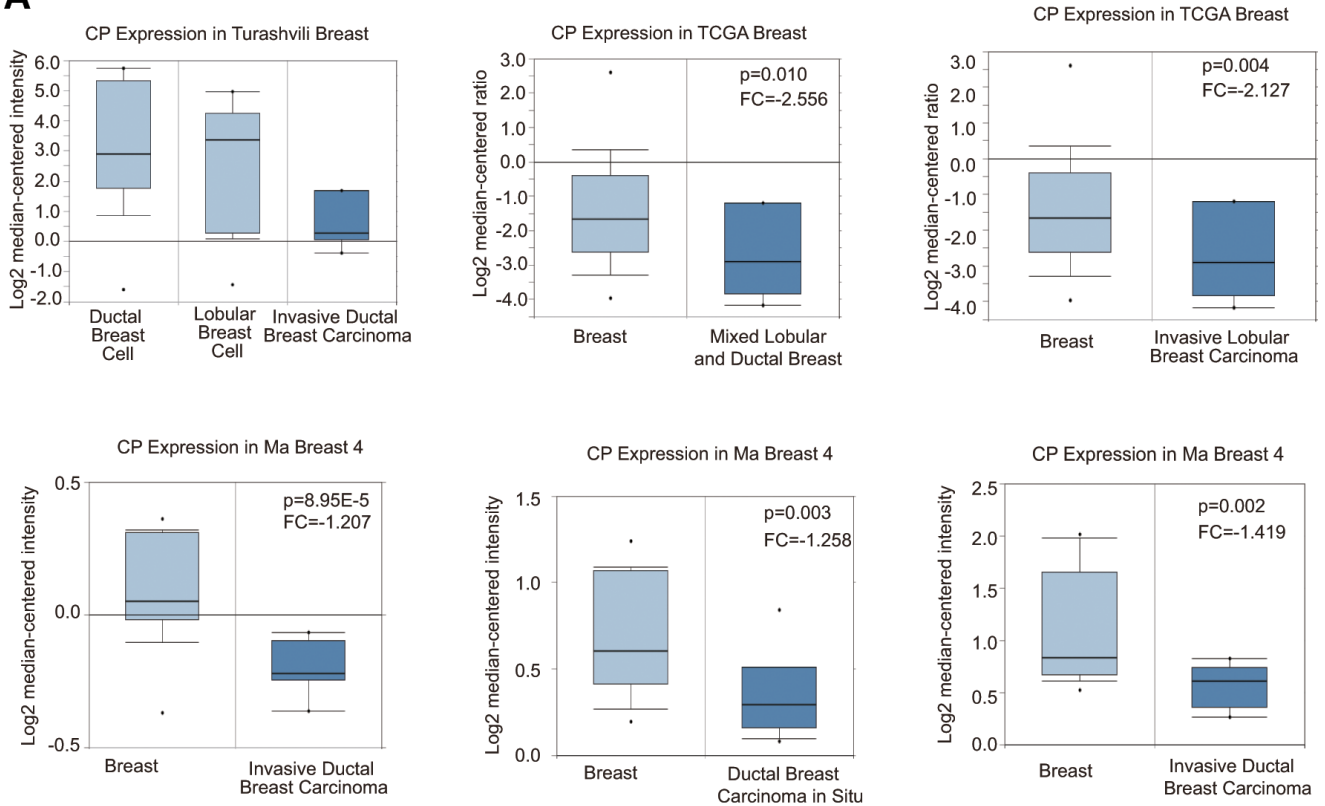 A
CP Expression in Turashvili Breast
Log2 median-centered intensity
6.0
5.0
4.0
3.0
2.0
1.0
0.0
-1.0
-2.0
Ductal
Breast
Cell
Lobular
Breast
Cell
Invasive Ductal
Breast Carcinoma
CP Expression in TCGA Breast
Log2 median-centered ratio
3.0
2.0
1.0
0.0
-1.0
-2.0
-3.0
-4.0
p=0.010
FC=-2.556
Breast
Mixed Lobular
and Ductal Breast
CP Expression in TCGA Breast
Log2 median-centered ratio
3.0
2.0
1.0
0.0
-1.0
-2.0
-3.0
-4.0
p=0.004
FC=-2.127
Breast
Invasive Lobular
Breast Carcinoma
CP Expression in Ma Breast 4
Log2 median-centered intensity
0.5
0.0
-0.5
p=8.95E-5
FC=-1.207
Breast
Invasive Ductal
Breast Carcinoma
CP Expression in Ma Breast 4
Log2 median-centered intensity
1.5
1.0
0.5
0.0
p=0.003
FC=-1.258
Breast
Ductal Breast
Carcinoma in Situ
CP Expression in Ma Breast 4
Log2 median-centered intensity
2.5
2.0
1.5
1.0
0.5
0.0
p=0.002
FC=-1.419
Breast
Invasive Ductal
Breast Carcinoma